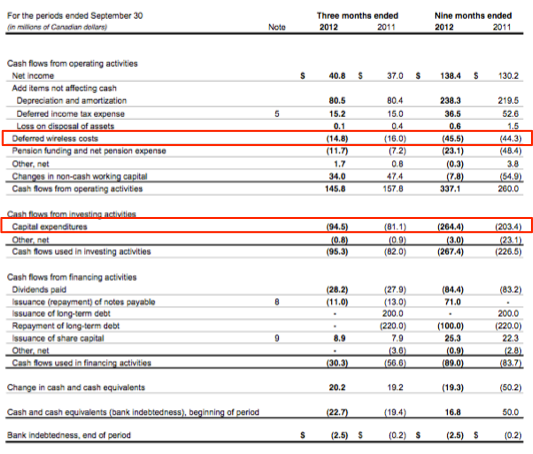 For the periods ended September 30 Three months ended Nine months ended
(in millions of Canadian dollars) Note 2012 2011 2012 2011
Cash flows from operating activities
Net income $ 40.8 $ 37.0 $ 138.4 $ 130.2
Add items not affecting cash
Depreciation and amortization 80.5 80.4 238.3 219.5
Deferred income tax expense 5 15.2 15.0 36.5 52.6
Loss on disposal of assets 0.1 0.4 0.6 1.5
Deferred wireless costs (14.8) (16.0) (45.5) (44.3)
Pension funding and net pension expense (11.7) (7.2) (23.1) (48.4)
Other, net 1.7 0.8 (0.3) 3.8
Changes in non-cash working capital 34.0 47.4 (7.8) (54.9)
Cash flows from operating activities 145.8 157.8 337.1 260.0
Cash flows from investing activities
Capital expenditures (94.5) (81.1) (264.4) (203.4)
Other, net (0.8) (0.9) (3.0) (23.1)
Cash flows used in investing activities (95.3) (82.0) (267.4) (226.5)
Cash flows from financing activities
Dividends paid (28.2) (27.9) (84.4) (83.2)
Issuance (repayment) of notes payable 8 (11.0) (13.0) 71.0 -
Issuance of long-term debt - 200.0 - 200.0
Repayment of long-term debt - (220.0) (100.0) (220.0)
Issuance of share capital 9 8.9 7.9 25.3 22.3
Other, net - (3.6) (0.9) (2.8)
Cash flows used in financing activities (30.3) (56.6) (89.0) (83.7)
Change in cash and cash equivalents 20.2 19.2 (19.3) (50.2)
Cash and cash equivalents (bank indebtedness), beginning of period (22.7) (19.4) 16.8 50.0
Bank indebtedness, end of period $ (2.5) $ (0.2) $ (2.5) $ (0.2)